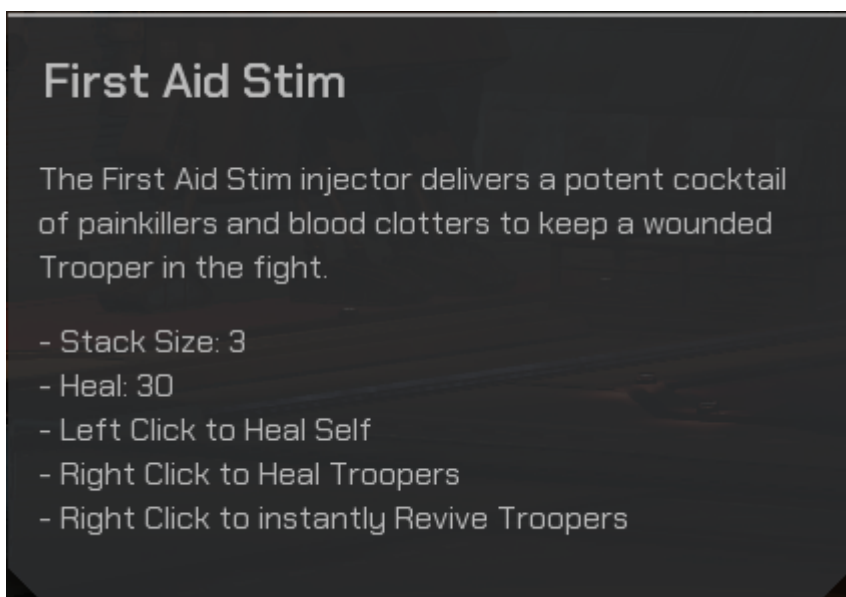 First Aid Stim
The First Aid Stim injector delivers a potent cocktail
of painkillers and blood clotters to keep a wounded
Trooper in the fight.
- Stack Size: 3
- Heal: 30
- Left Click to Heal Self
- Right Click to Heal Troopers
- Right Click to instantly Revive Troopers